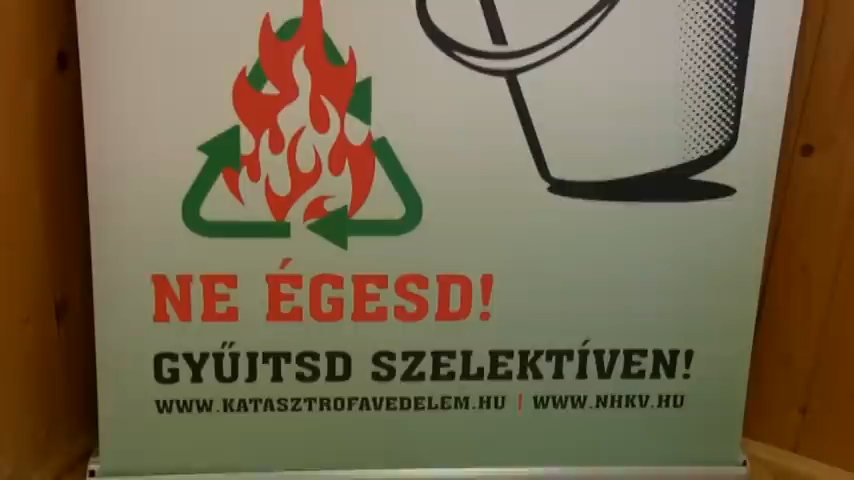 NE ÉGESD!
GYŰJTSD SZELEKTÍVEN!
WWW.KATASZTROFAVEDELEM.HU | WWW.NHKV.HU